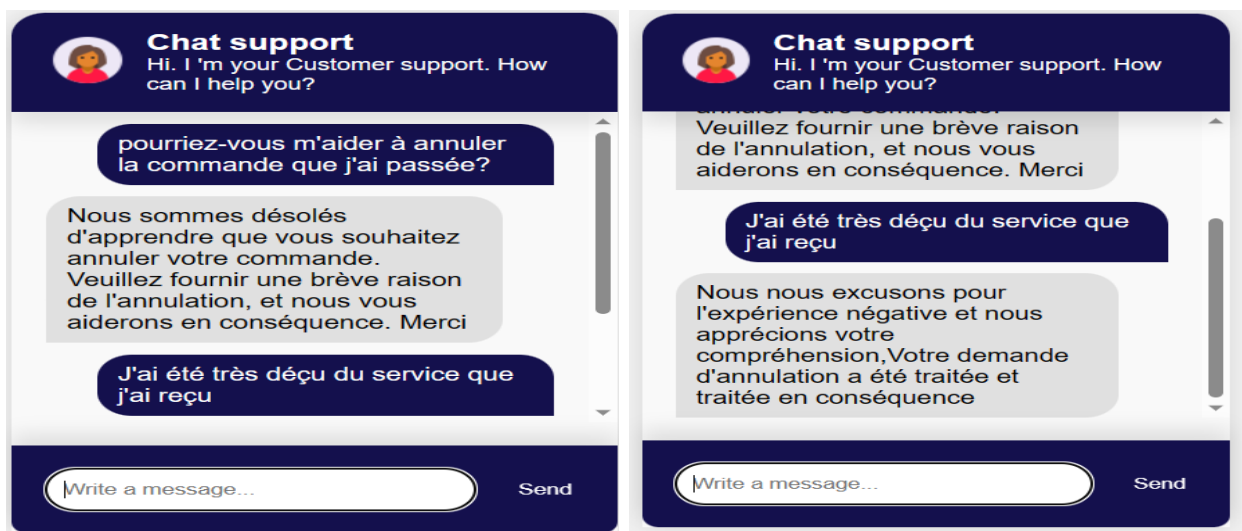 Chat support
Hi. I 'm your Customer support. How
can I help you?
pourriez-vous m'aider à annuler
la commande que j'ai passée?
Nous sommes désolés
d'apprendre que vous souhaitez
annuler votre commande.
Veuillez fournir une brève raison
de l'annulation, et nous vous
aiderons en conséquence. Merci
J'ai été très déçu du service que
j'ai reçu
Write a message...
Send
Chat support
Hi. I 'm your Customer support. How
can I help you?
annuler votre commande.
Veuillez fournir une brève raison
de l'annulation, et nous vous
aiderons en conséquence. Merci
J'ai été très déçu du service que
j'ai reçu
Nous nous excusons pour
l'expérience négative et nous
apprécions votre
compréhension,Votre demande
d'annulation a été traitée et
traitée en conséquence
Write a message...
Send